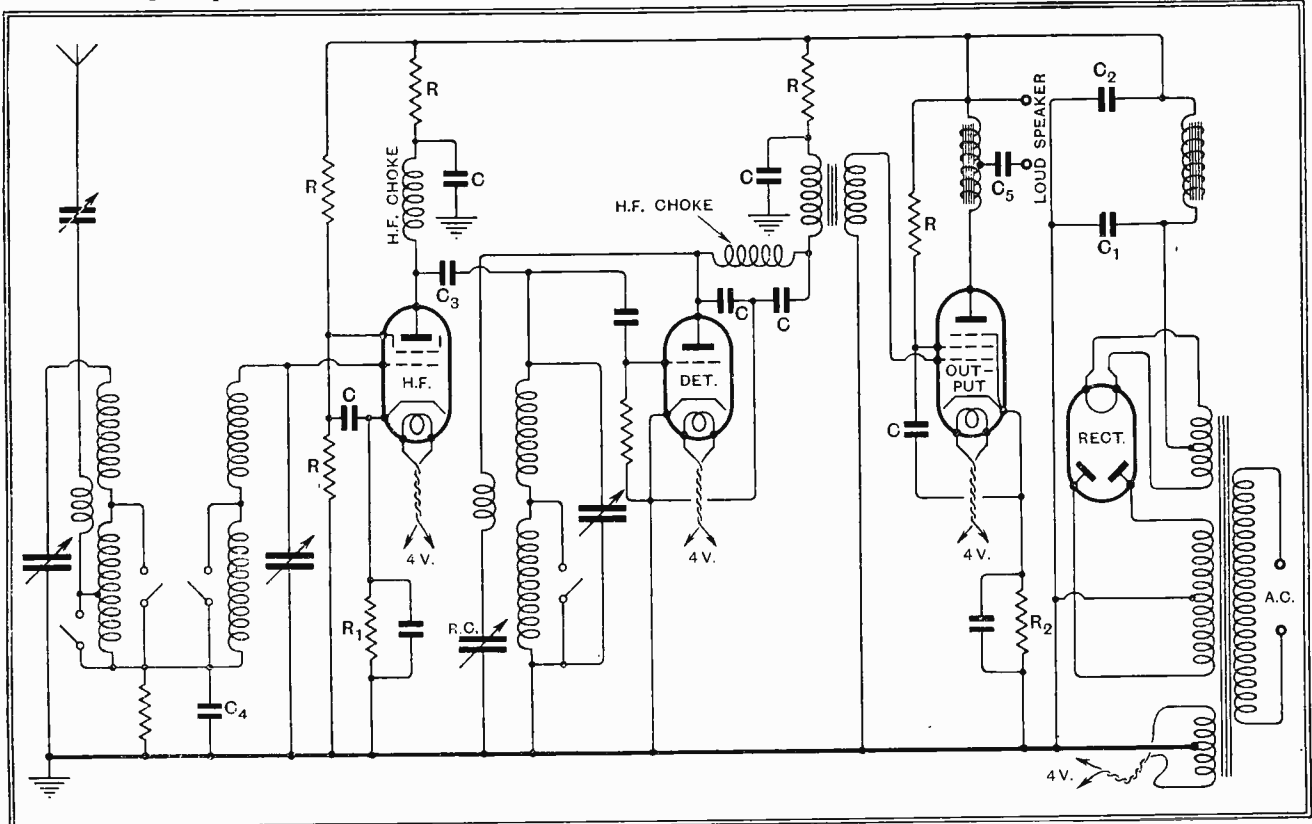 R
R
H.F. CHOKE
C
C3
H.F.
C
R
R1
C4
4 V.
R.C.
H.F. CHOKE
R
C
C
C
DET.
4 V.
R
C
OUT-
PUT
4 V.
R2
C5
LOUD SPEAKER
C2
C1
RECT.
A.C.
4 V.